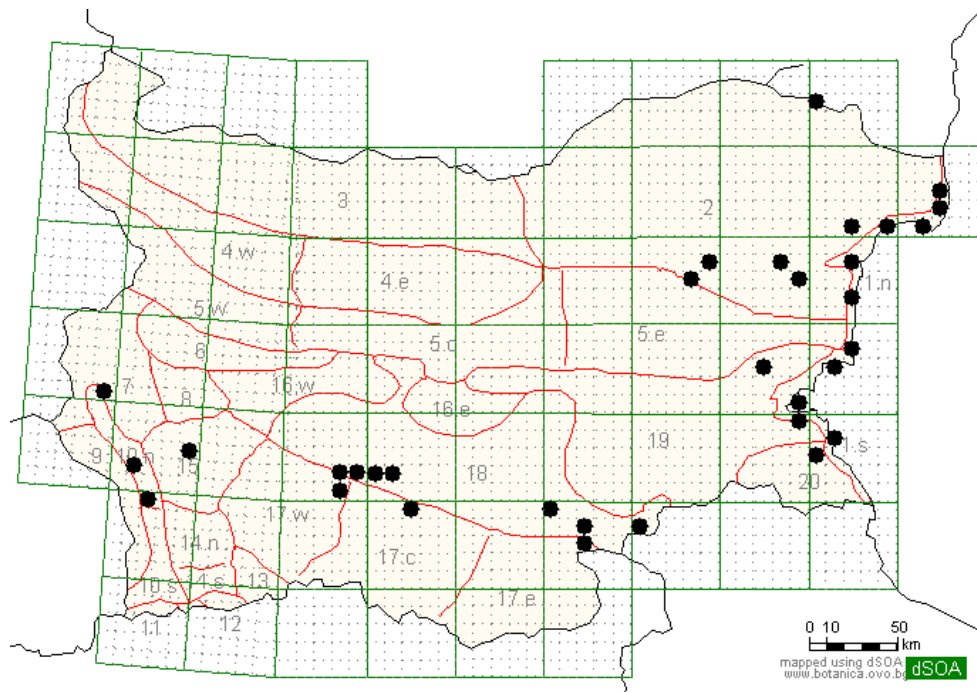 2
3
4.w
4.e
1.n
5.w
5.c
5.e
6
7
8
16.w
16.e
19
1.s
9
10.n
15
18
20
17.w
14.n
17.c
10.s
14.s
13
17.e
11
12
0 10 50
km
mapped using dSOA
www.botanica.ovo.bg
dSOA